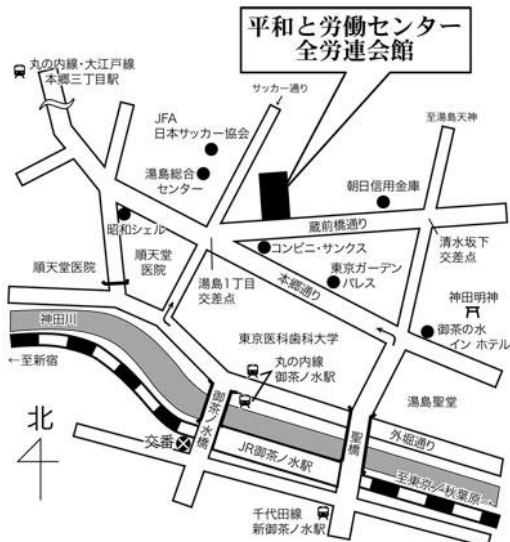 平和と労働センター
全労連会館
丸の内線・大江戸線
本郷三丁目駅
サッカー通り
JFA
日本サッカー協会
至湯島天神
湯島総合
センター
朝日信用金庫
昭和シェル
蔵前橋通り
順天堂
医院
コンビニ・サンクス
清水坂下
交差点
順天堂医院
湯島1丁目
交差点
本郷通り
東京ガーデン
パレス
神田明神
神田川
東京医科歯科大学
御茶の水
イン ホテル
←至新宿
丸の内線
御茶ノ水駅
湯島聖堂
北
御茶ノ水橋
聖橋
外堀通り
交番
JR御茶ノ水駅
至東京/秋葉原→
千代田線
新御茶ノ水駅